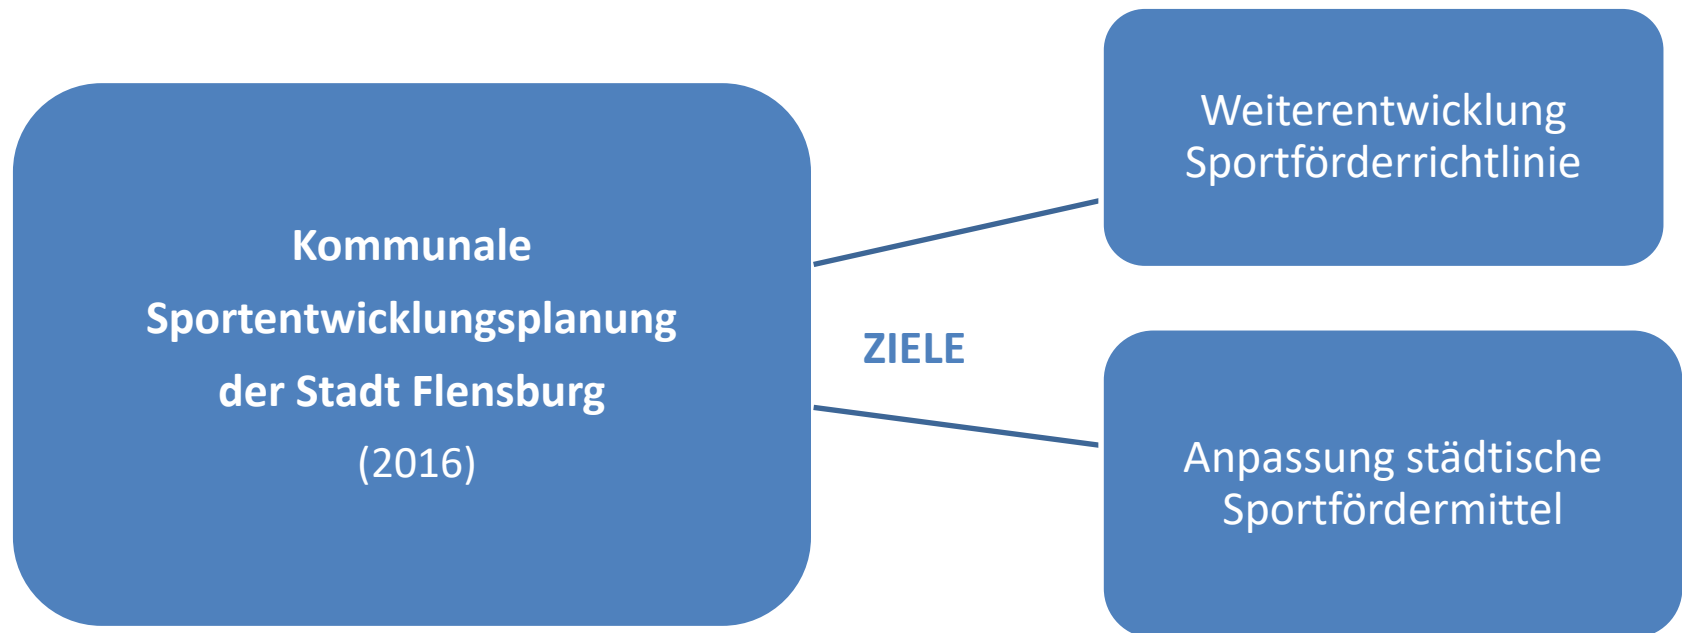 Kommunale
Sportentwicklungsplanung
der Stadt Flensburg
(2016)
ZIELE
Weiterentwicklung
Sportförderrichtlinie
Anpassung städtische
Sportfördermittel